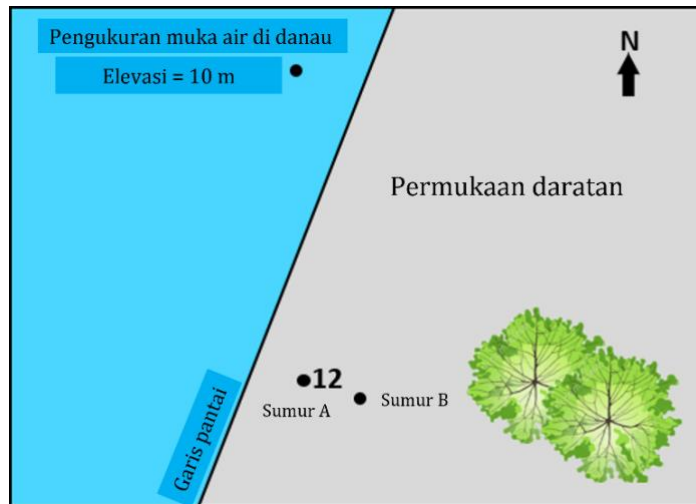 Pengukuran muka air di danau
Elevasi = 10 m
N
Permukaan daratan
12
Sumur A
Sumur B
Garis pantai